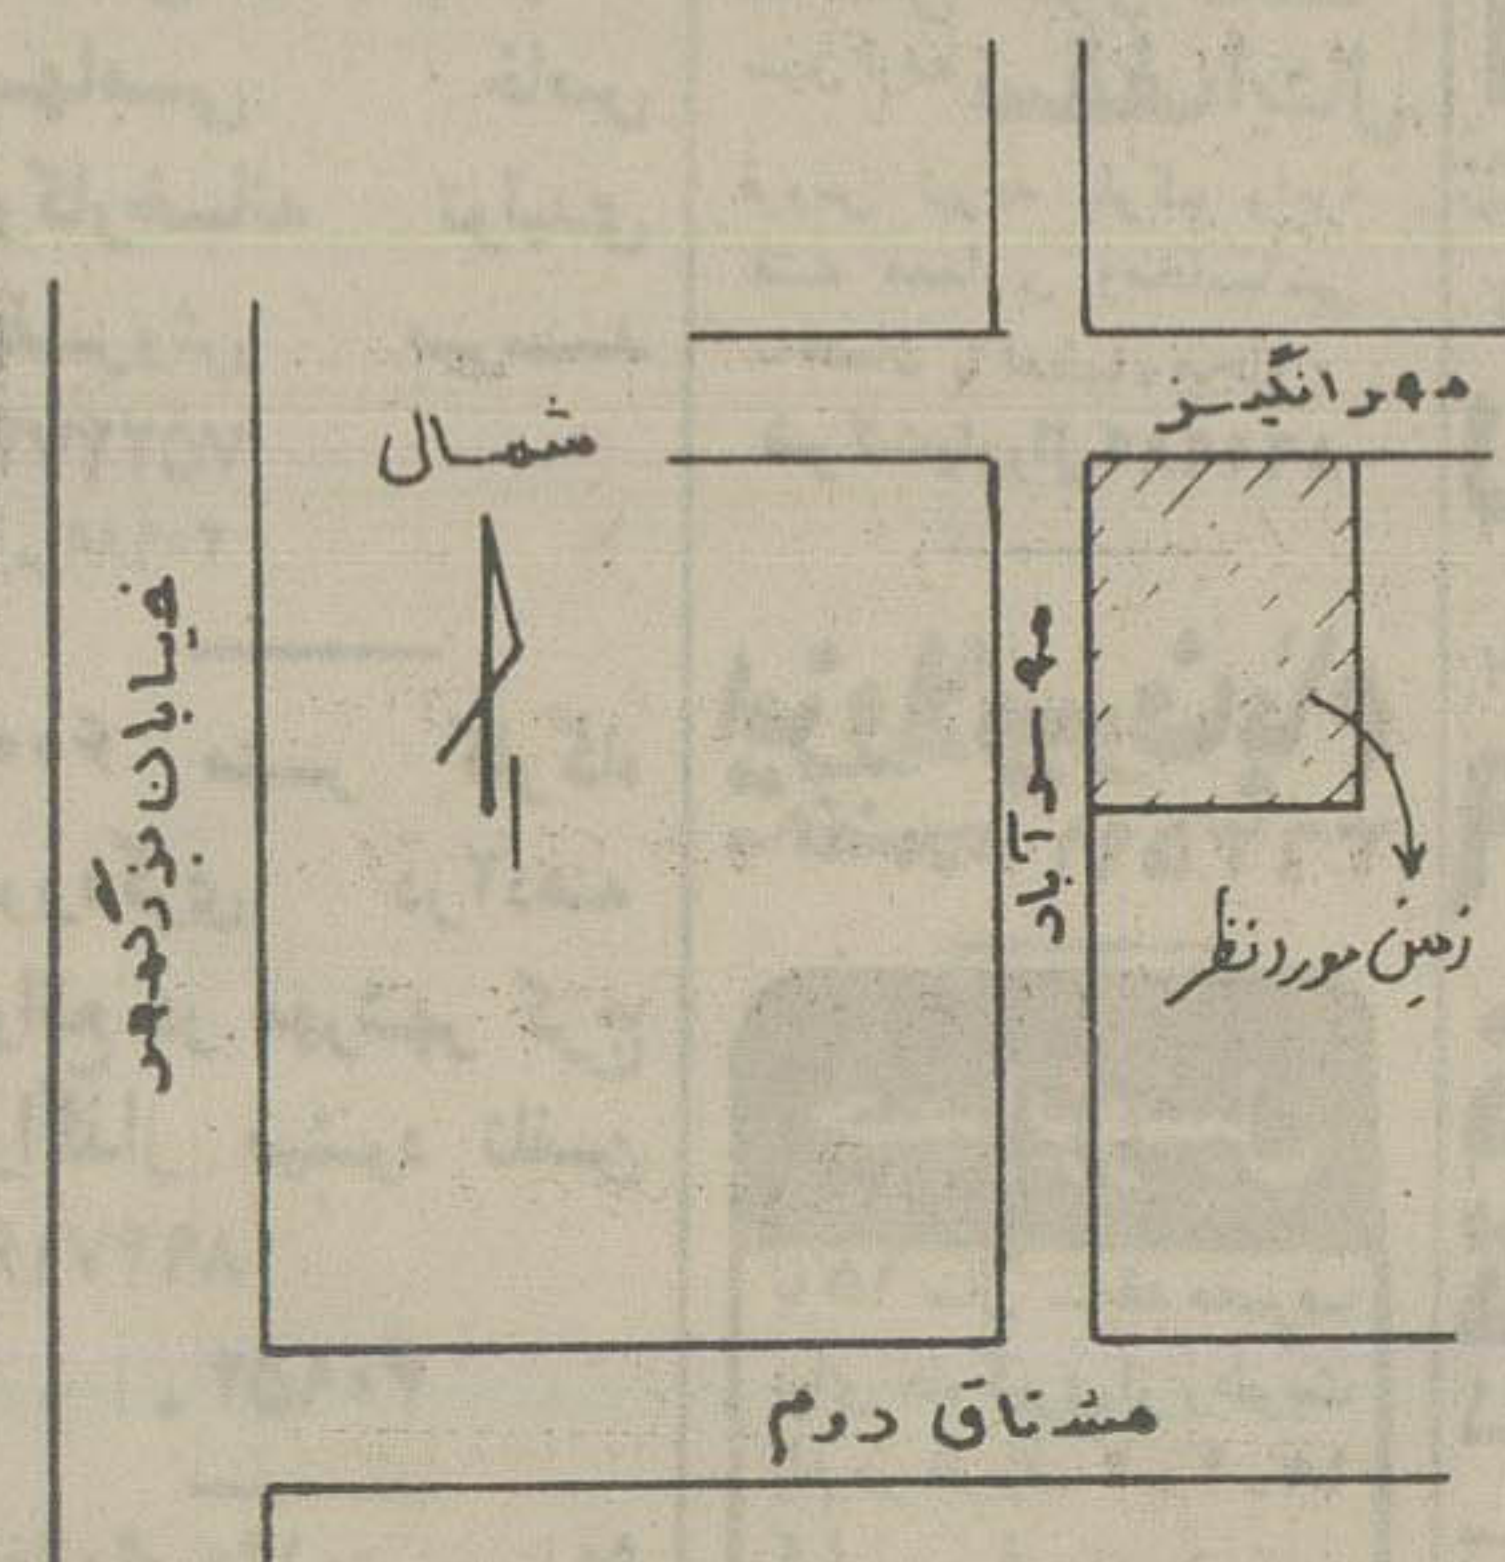 مهرانگیز
شمال
خیابان بزرگمهر
مهرآباد
زمین مورد نظر
مشتاق دوم